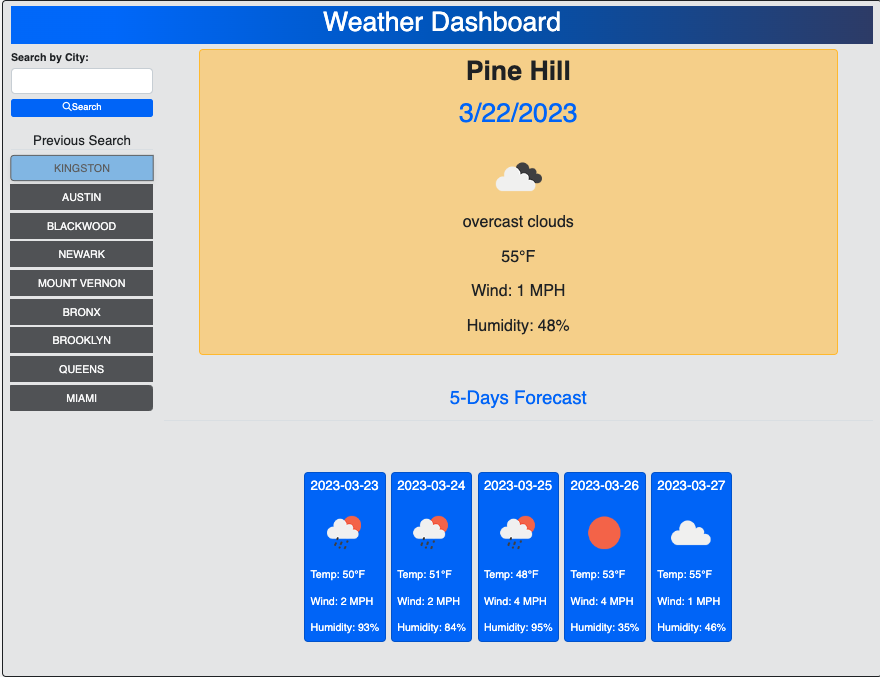 Weather Dashboard
Search by City:
Search
Previous Search
KINGSTON
AUSTIN
BLACKWOOD
NEWARK
MOUNT VERNON
BRONX
BROOKLYN
QUEENS
MIAMI
Pine Hill
3/22/2023
overcast clouds
55°F
Wind: 1 MPH
Humidity: 48%
5-Days Forecast
2023-03-23
Temp: 50°F
Wind: 2 MPH
Humidity: 93%
2023-03-24
Temp: 51°F
Wind: 2 MPH
Humidity: 84%
2023-03-25
Temp: 48°F
Wind: 4 MPH
Humidity: 95%
2023-03-26
Temp: 53°F
Wind: 4 MPH
Humidity: 35%
2023-03-27
Temp: 55°F
Wind: 1 MPH
Humidity: 46%